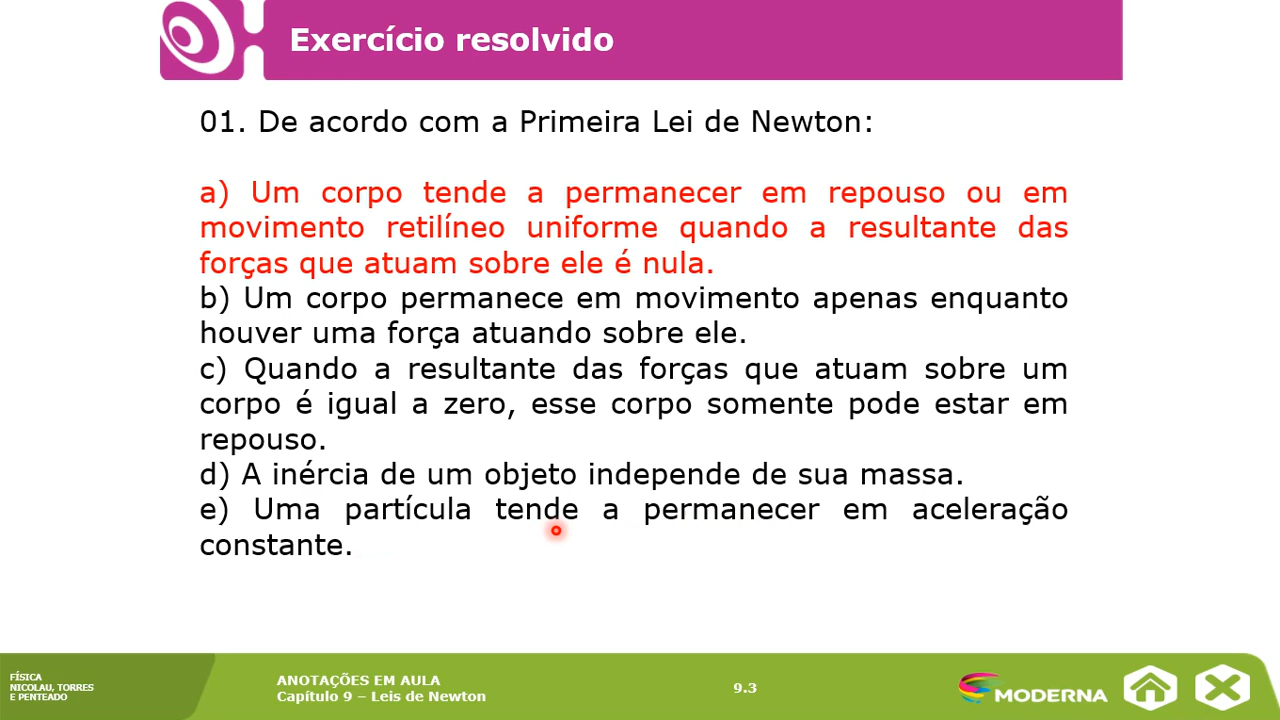 Exercício resolvido
01. De acordo com a Primeira Lei de Newton:
a) Um corpo tende a permanecer em repouso ou em
movimento retilíneo uniforme quando a resultante das
forças que atuam sobre ele é nula.
b) Um corpo permanece em movimento apenas enquanto
houver uma força atuando sobre ele.
c) Quando a resultante das forças que atuam sobre um
corpo é igual a zero, esse corpo somente pode estar em
repouso.
d) A inércia de um objeto independe de sua massa.
e) Uma partícula tende a permanecer em aceleração
constante.
FÍSICA
NICOLAU, TORRES
E PENTEADO
ANOTAÇÕES EM AULA
Capítulo 9 – Leis de Newton
9.3
MODERNA